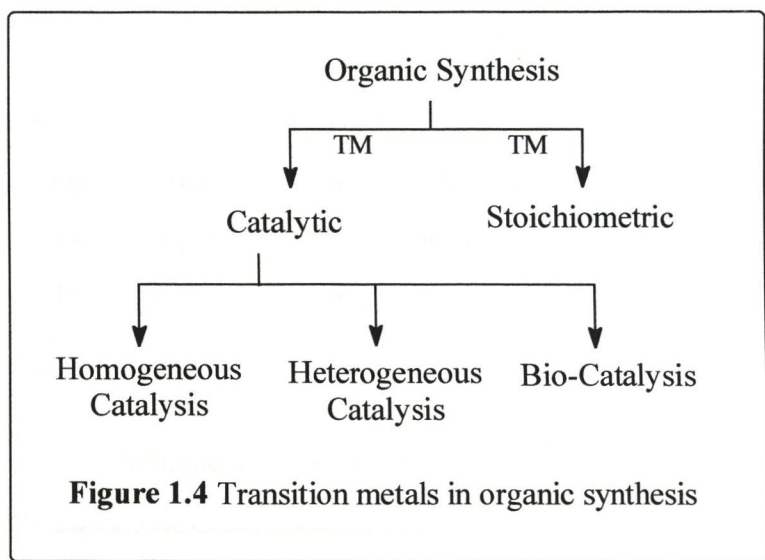 Organic Synthesis
TM TM
Catalytic Stoichiometric
Homogeneous
Catalysis
Heterogeneous
Catalysis
Bio-Catalysis
Figure 1.4 Transition metals in organic synthesis